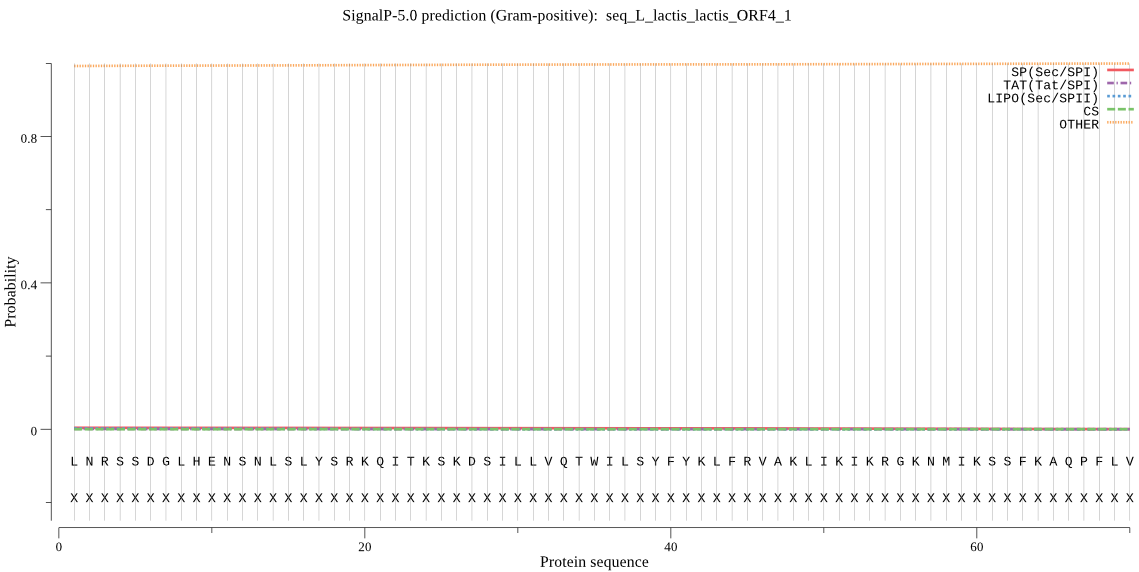 SignalP-5.0 prediction (Gram-positive): seq_L_lactis_lactis_ORF4_1
SP(Sec/SPI)
TAT(Tat/SPI)
LIPO(Sec/SPII)
CS
OTHER
0.8
0.4
0
Probability
L N R S S D G L H E N S N L S L Y S R K Q I T K S K D S I L L V Q T W I L S Y F Y K L F R V A K L I K I K R G K N M I K S S F K A Q P F L V
X X X X X X X X X X X X X X X X X X X X X X X X X X X X X X X X X X X X X X X X X X X X X X X X X X X X X X X X X X X X X X X X X X X X X X
0 20 40 60
Protein sequence